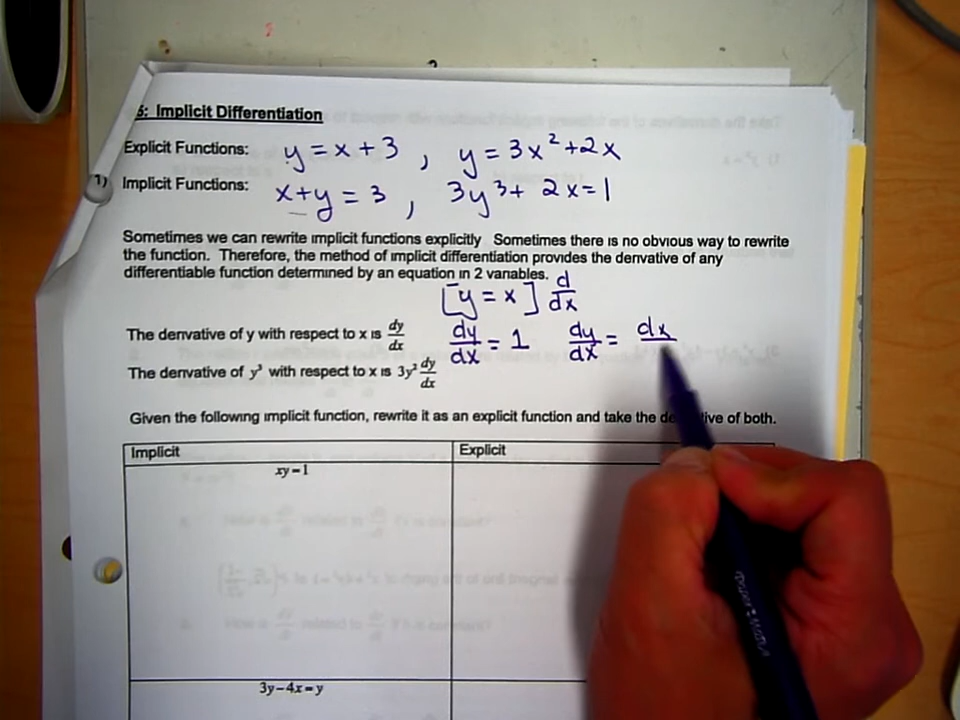 6: Implicit Differentiation
Explicit Functions: y = x + 3 , y = 3x² + 2x
1) Implicit Functions: x + y = 3 , 3y³ + 2x = 1
Sometimes we can rewrite implicit functions explicitly Sometimes there is no obvious way to rewrite
the function. Therefore, the method of implicit differentiation provides the derivative of any
differentiable function determined by an equation in 2 variables.
[y = x] d/dx
The derivative of y with respect to x is dy/dx dy/dx = 1 dy/dx = dx
The derivative of y³ with respect to x is 3y² dy/dx
Given the following implicit function, rewrite it as an explicit function and take the derivative of both.
Implicit Explicit
xy = 1
3y − 4x = y